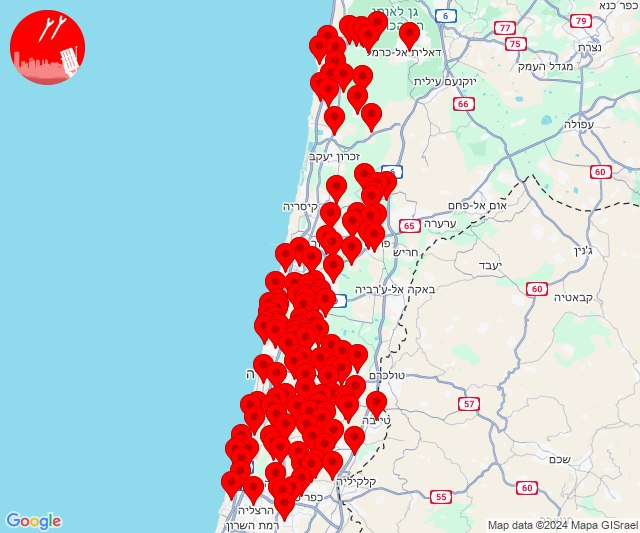 כפר כנא
גן לאומי
הכרמל
6
79
77
75
נצרת
דאלית אל-כרמל
מגדל העמק
יוקנעם עילית
66
עפולה
זכרון יעקב
6
60
קיסריה
אום אל-פחם
65
ערערה
חריש
ג'נין
יעבד
באקה אל-ע'רביה
60
קבאטיה
טולכרם
57
טייבה
שכם
קלקיליה
60
55
הרצליה
רמת השרון
Google
Map data ©2024 Mapa GISrael